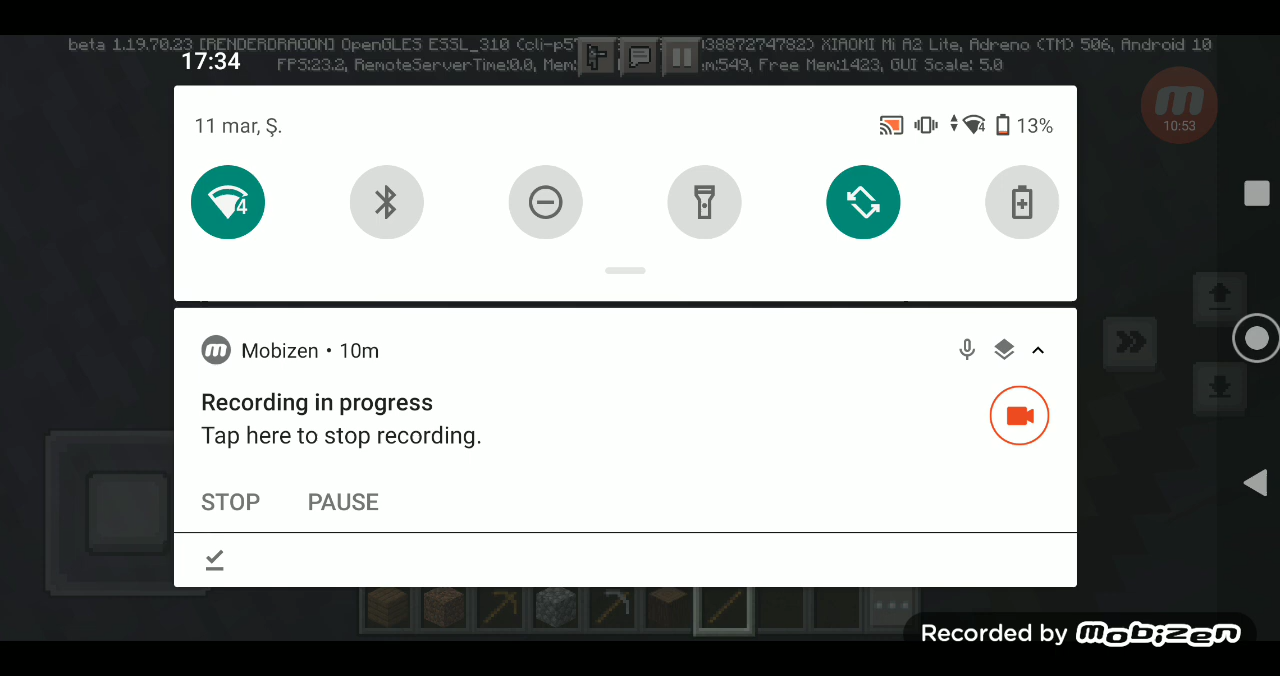 beta 1.19.70.23 [RENDERDRAGON] OpenGLES ESSL_310 XIAOMI Mi A2 Lite, Adreno (TM) 506, Android 10
17:34 FPS:23.2, RemoteServerTime:0.0, Free Mem:1423, GUI Scale: 5.0
10:53
11 mar, Ş.
4 13%
4
Mobizen • 10m
Recording in progress
Tap here to stop recording.
STOP PAUSE
Recorded by mobizen